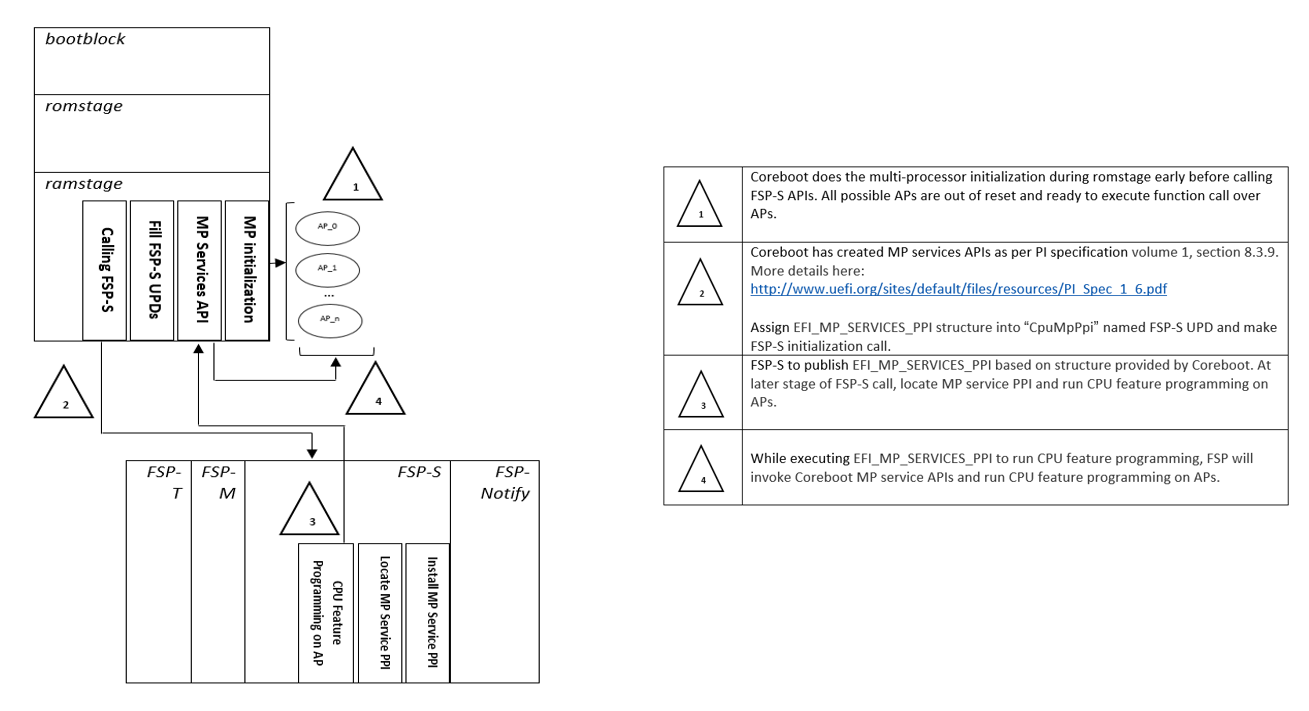 bootblock
romstage
ramstage
Calling FSP-S
Fill FSP-S UPDs
MP Services API
MP initialization
1
AP_0
AP_1
...
AP_n
2
4
FSP-
T
FSP-
M
FSP-S
FSP-
Notify
3
CPU Feature
Programming on AP
Locate MP Service PPI
Install MP Service PPI
1
Coreboot does the multi-processor initialization during romstage early before calling
FSP-S APIs. All possible APs are out of reset and ready to execute function call over
APs.
2
Coreboot has created MP services APIs as per PI specification volume 1, section 8.3.9.
More details here:
http://www.uefi.org/sites/default/files/resources/PI_Spec_1_6.pdf
Assign EFI_MP_SERVICES_PPI structure into “CpuMpPpi” named FSP-S UPD and make
FSP-S initialization call.
3
FSP-S to publish EFI_MP_SERVICES_PPI based on structure provided by Coreboot. At
later stage of FSP-S call, locate MP service PPI and run CPU feature programming on
APs.
4
While executing EFI_MP_SERVICES_PPI to run CPU feature programming, FSP will
invoke Coreboot MP service APIs and run CPU feature programming on APs.